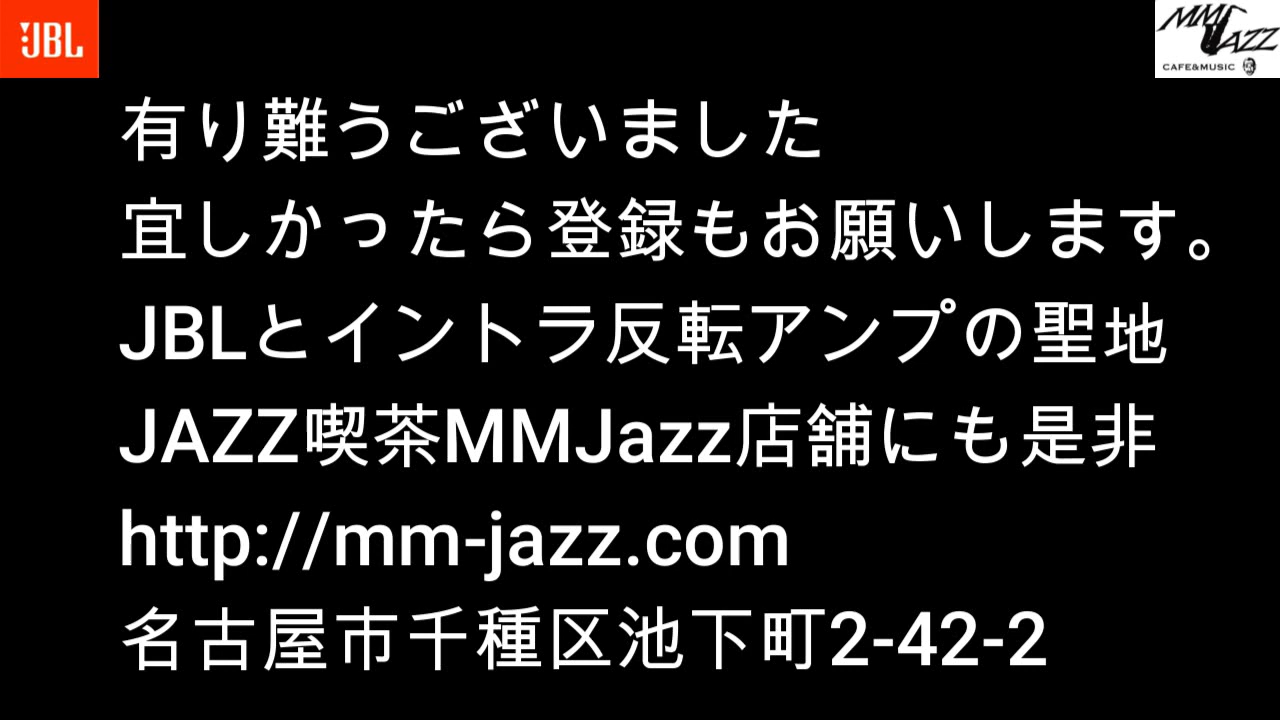 JBL
MMJAZZ
CAFE&MUSIC
有り難うございました
宜しかったら登録もお願いします。
JBLとイントラ反転アンプの聖地
JAZZ喫茶MMJazz店舗にも是非
http://mm-jazz.com
名古屋市千種区池下町2-42-2